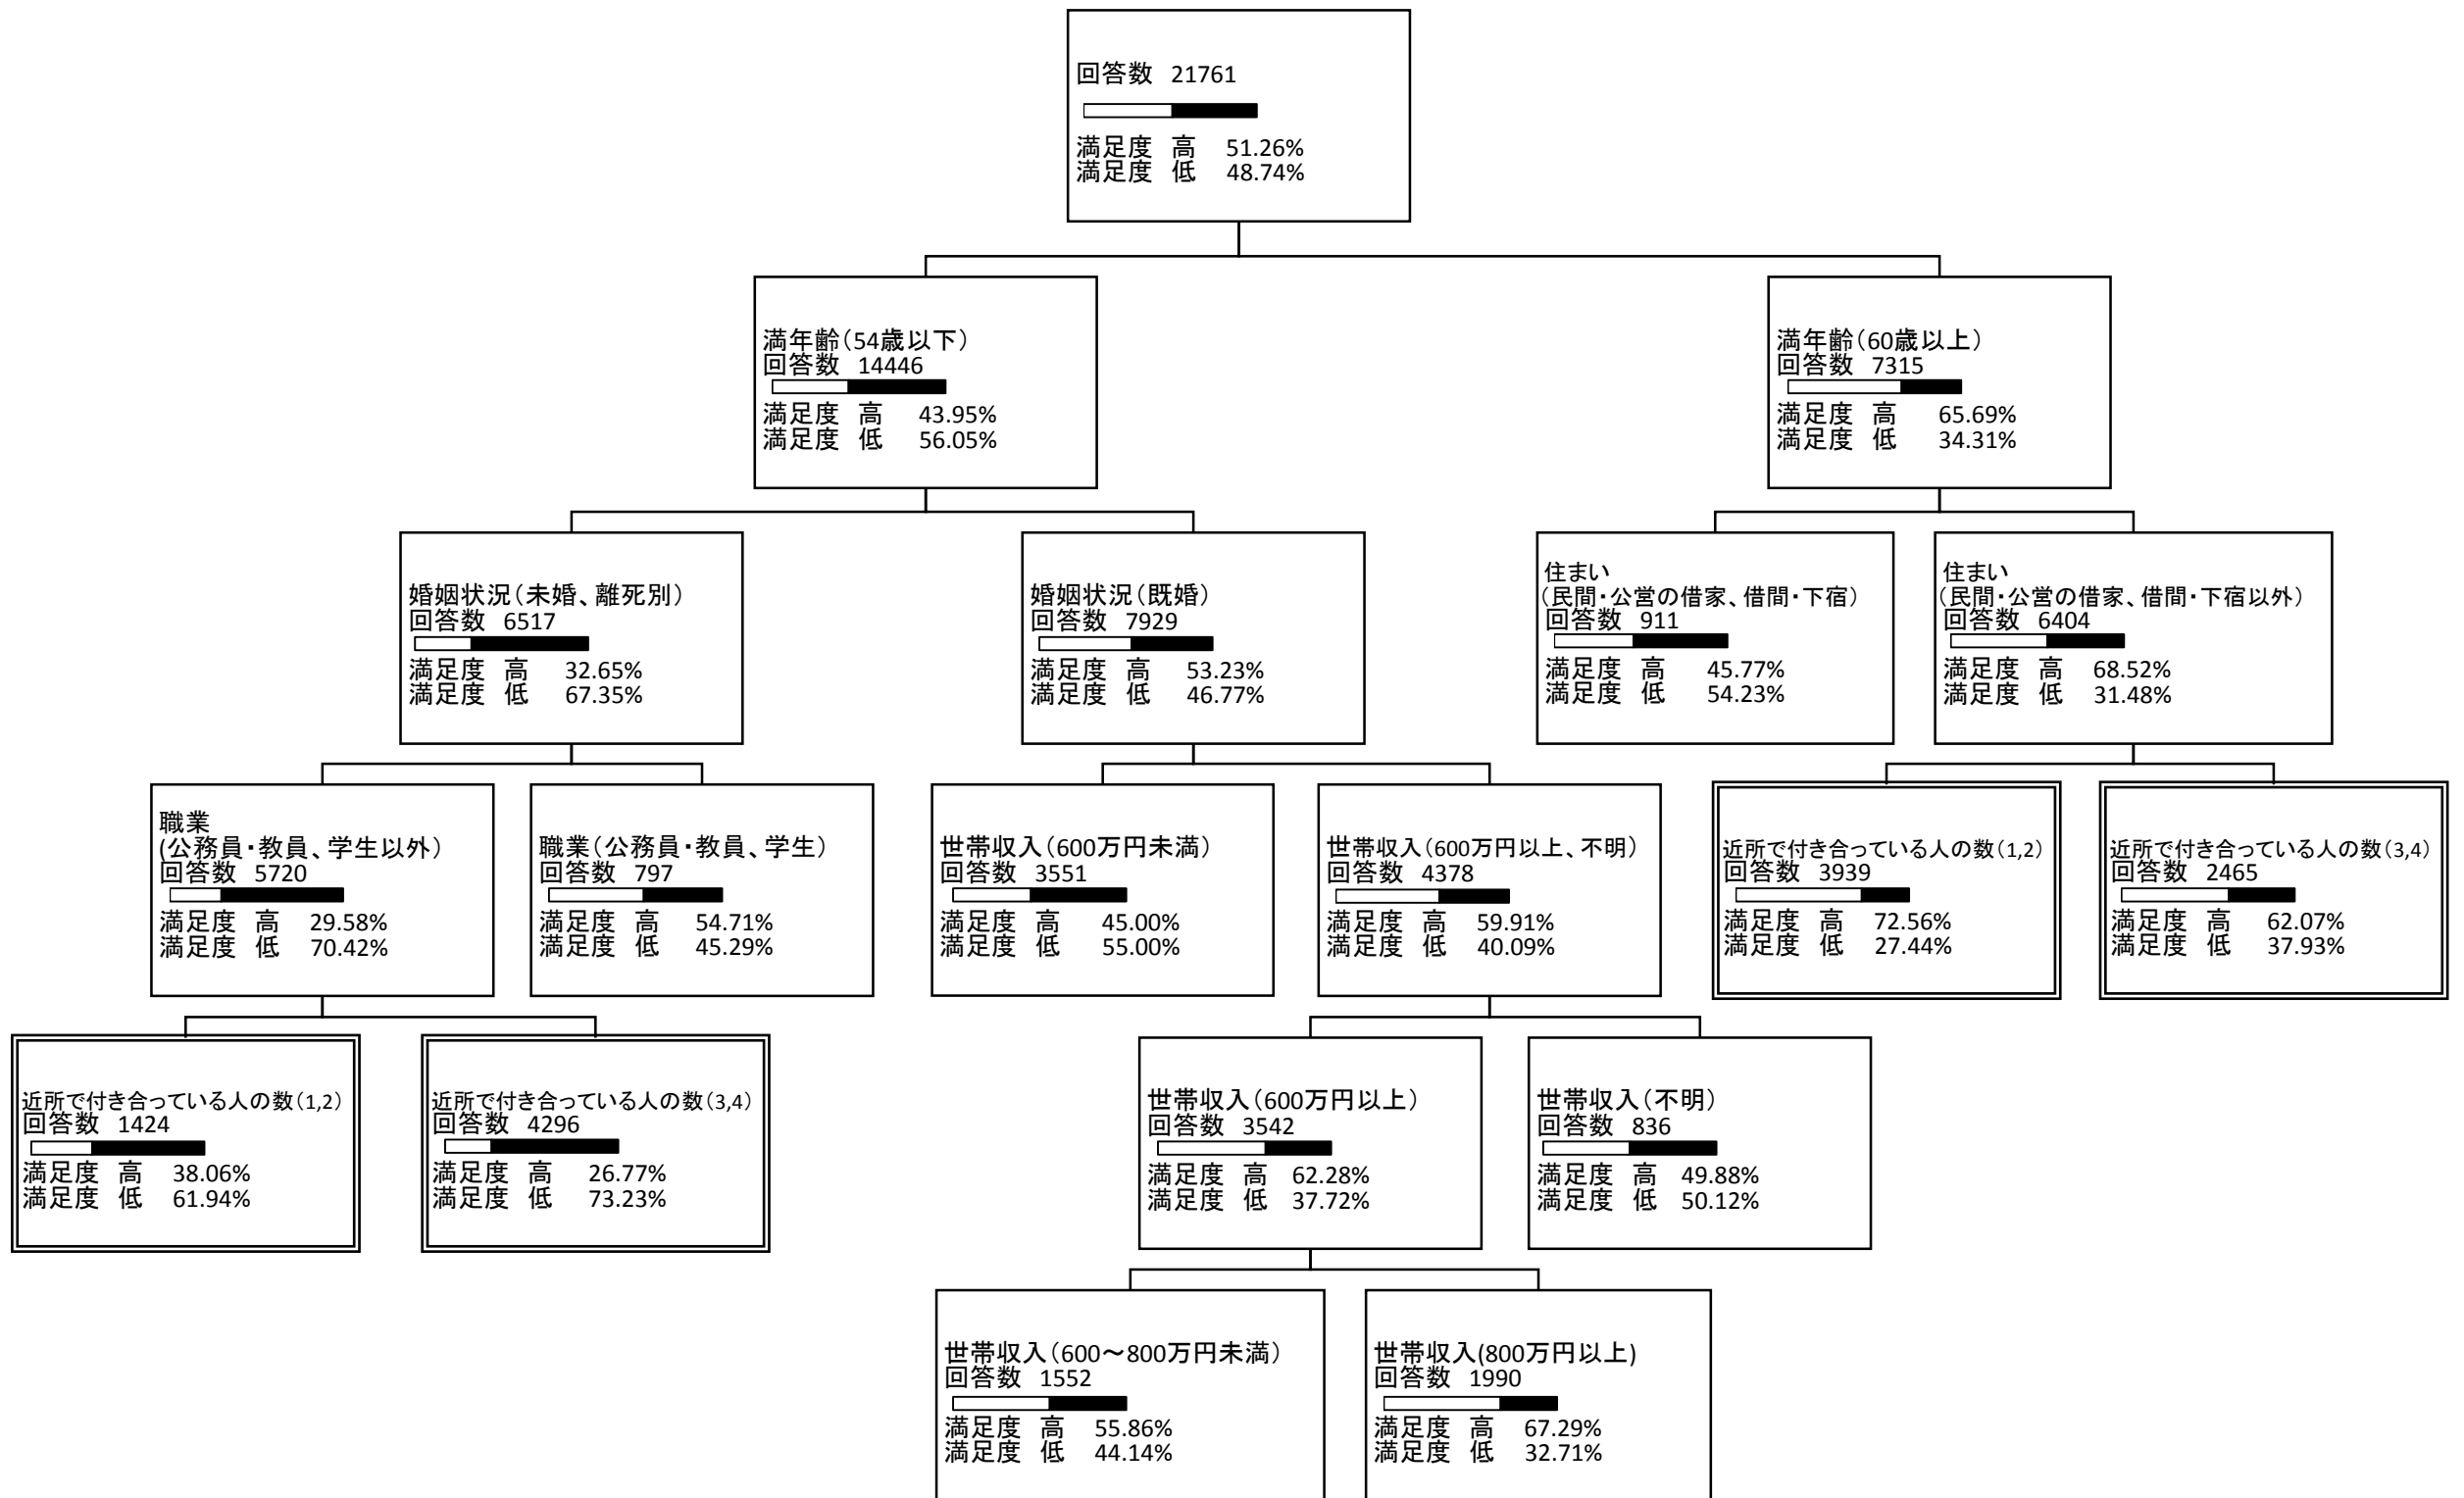 回答数 21761
満足度 高 51.26%
満足度 低 48.74%
満年齢（54歳以下）
回答数 14446
満足度 高 43.95%
満足度 低 56.05%
満年齢（60歳以上）
回答数 7315
満足度 高 65.69%
満足度 低 34.31%
婚姻状況（未婚、離死別）
回答数 6517
満足度 高 32.65%
満足度 低 67.35%
婚姻状況（既婚）
回答数 7929
満足度 高 53.23%
満足度 低 46.77%
住まい
（民間・公営の借家、借間・下宿）
回答数 911
満足度 高 45.77%
満足度 低 54.23%
住まい
（民間・公営の借家、借間・下宿以外）
回答数 6404
満足度 高 68.52%
満足度 低 31.48%
職業
(公務員・教員、学生以外）
回答数 5720
満足度 高 29.58%
満足度 低 70.42%
職業（公務員・教員、学生）
回答数 797
満足度 高 54.71%
満足度 低 45.29%
世帯収入（600万円未満）
回答数 3551
満足度 高 45.00%
満足度 低 55.00%
世帯収入（600万円以上、不明）
回答数 4378
満足度 高 59.91%
満足度 低 40.09%
近所で付き合っている人の数（1,2）
回答数 3939
満足度 高 72.56%
満足度 低 27.44%
近所で付き合っている人の数（3,4）
回答数 2465
満足度 高 62.07%
満足度 低 37.93%
近所で付き合っている人の数（1,2）
回答数 1424
満足度 高 38.06%
満足度 低 61.94%
近所で付き合っている人の数（3,4）
回答数 4296
満足度 高 26.77%
満足度 低 73.23%
世帯収入（600万円以上）
回答数 3542
満足度 高 62.28%
満足度 低 37.72%
世帯収入（不明）
回答数 836
満足度 高 49.88%
満足度 低 50.12%
世帯収入（600～800万円未満）
回答数 1552
満足度 高 55.86%
満足度 低 44.14%
世帯収入(800万円以上)
回答数 1990
満足度 高 67.29%
満足度 低 32.71%